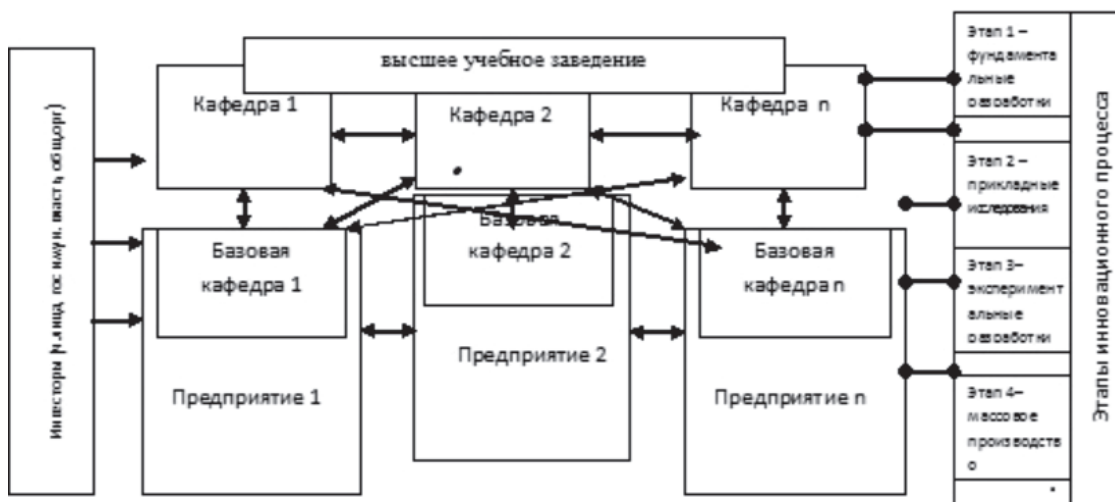 высшее учебное заведение
Кафедра 1
Кафедра 2
Кафедра n
Базовая
кафедра 1
Базовая
кафедра 2
Базовая
кафедра n
Предприятие 1
Предприятие 2
Предприятие n
Инвесторы
Этап 1 –
фундамента
льные
разработки
Этап 2 –
прикладные
исследования
Этап 3–
эксперимент
альные
разработки
Этап 4–
массовое
производств
о
Этапы инновационного процесса